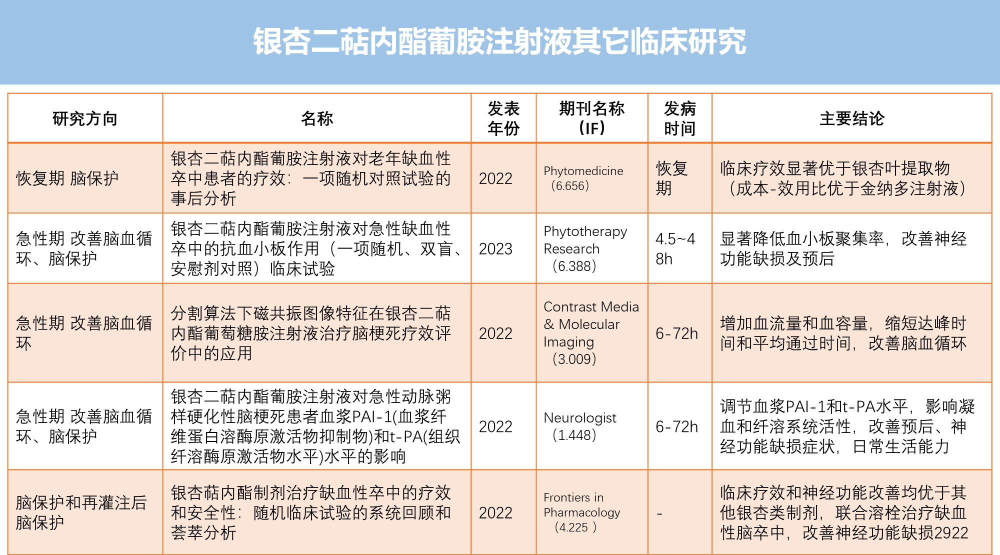 银杏二萜内酯葡胺注射液其它临床研究
研究方向
名称
发表
年份
期刊名称
(IF)
发病
时间
主要结论
恢复期 脑保护
银杏二萜内酯葡胺注射液对老年缺血性
卒中患者的疗效：一项随机对照试验的
事后分析
2022
Phytomedicine
（6.656）
恢复
期
临床疗效显著优于银杏叶提取物
（成本-效用比优于金纳多注射液）
急性期 改善脑血循
环、脑保护
银杏二萜内酯葡胺注射液对急性缺血性
卒中的抗血小板作用（一项随机、双盲、
安慰剂对照）临床试验
2023
Phytotherapy
Research
（6.388）
4.5~4
8h
显著降低血小板聚集率，改善神经
功能缺损及预后
急性期 改善脑血循
环
分割算法下磁共振图像特征在银杏二萜
内酯葡萄糖胺注射液治疗脑梗死疗效评
价中的应用
2022
Contrast Media
& Molecular
Imaging
（3.009）
6-72h
增加血流量和血容量，缩短达峰时
间和平均通过时间，改善脑血循环
急性期 改善脑血循
环、脑保护
银杏二萜内酯葡胺注射液对急性动脉粥
样硬化性脑梗死患者血浆PAI-1(血浆纤
维蛋白溶酶原激活物抑制物)和t-PA(组织
纤溶酶原激活物水平)水平的影响
2022
Neurologist
（1.448）
6-72h
调节血浆PAI-1和t-PA水平，影响凝
血和纤溶系统活性，改善预后、神
经功能缺损症状，日常生活能力
脑保护和再灌注后
脑保护
银杏萜内酯制剂治疗缺血性卒中的疗效
和安全性：随机临床试验的系统回顾和
荟萃分析
2022
Frontiers in
Pharmacology
（4.225 ）
-
临床疗效和神经功能改善均优于其
他银杏类制剂，联合溶栓治疗缺血
性脑卒中，改善神经功能缺损2922